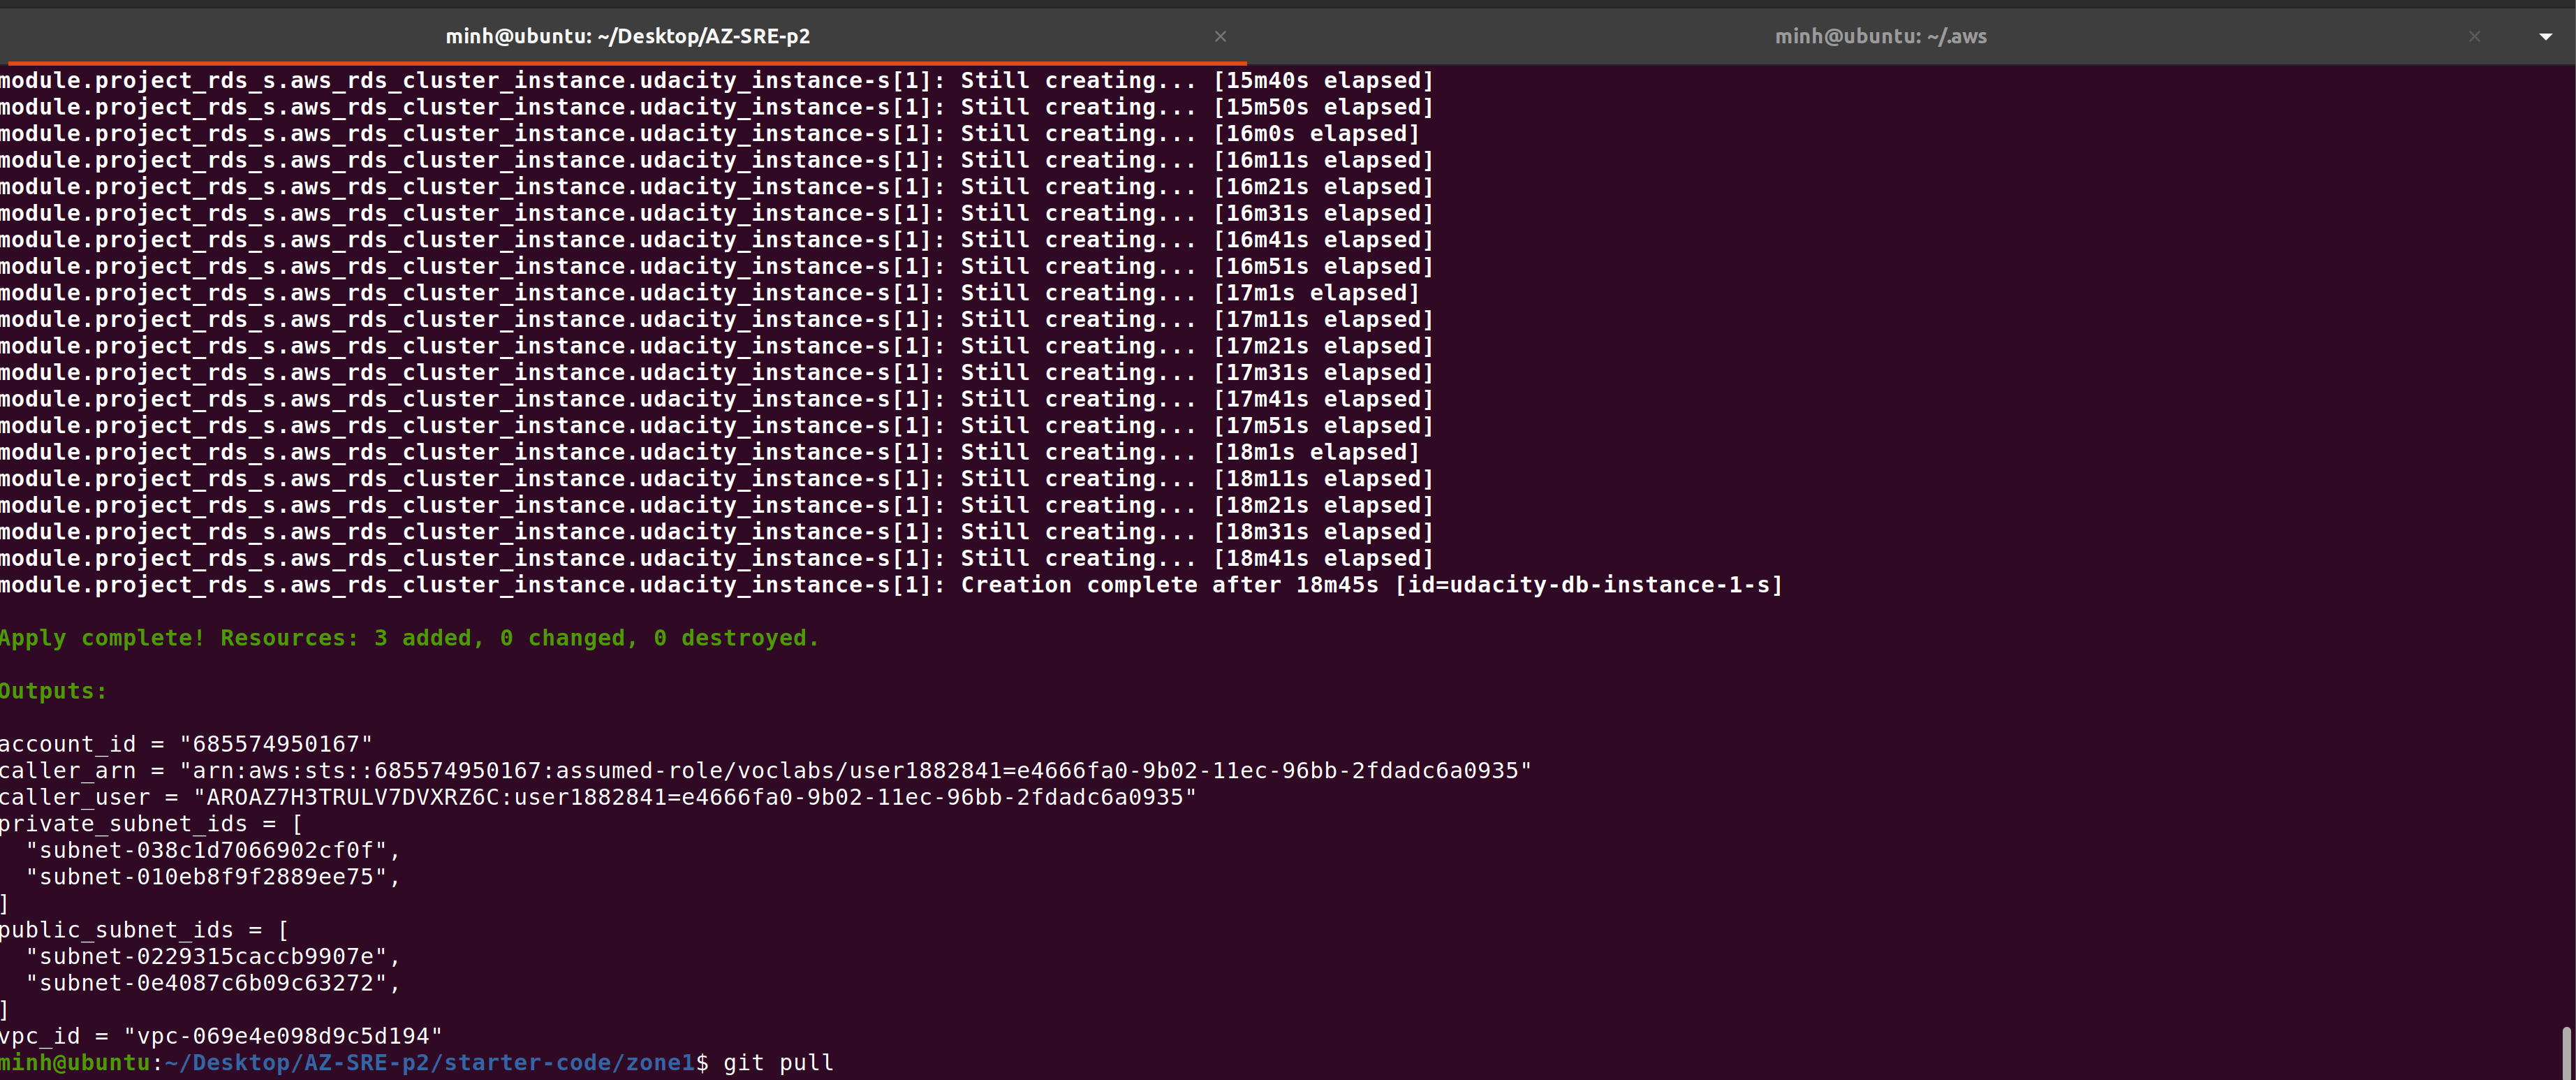 minh@ubuntu: ~/Desktop/AZ-SRE-p2
minh@ubuntu: ~/.aws
module.project_rds_s.aws_rds_cluster_instance.udacity_instance-s[1]: Still creating... [15m40s elapsed]
module.project_rds_s.aws_rds_cluster_instance.udacity_instance-s[1]: Still creating... [15m50s elapsed]
module.project_rds_s.aws_rds_cluster_instance.udacity_instance-s[1]: Still creating... [16m0s elapsed]
module.project_rds_s.aws_rds_cluster_instance.udacity_instance-s[1]: Still creating... [16m11s elapsed]
module.project_rds_s.aws_rds_cluster_instance.udacity_instance-s[1]: Still creating... [16m21s elapsed]
module.project_rds_s.aws_rds_cluster_instance.udacity_instance-s[1]: Still creating... [16m31s elapsed]
module.project_rds_s.aws_rds_cluster_instance.udacity_instance-s[1]: Still creating... [16m41s elapsed]
module.project_rds_s.aws_rds_cluster_instance.udacity_instance-s[1]: Still creating... [16m51s elapsed]
module.project_rds_s.aws_rds_cluster_instance.udacity_instance-s[1]: Still creating... [17m1s elapsed]
module.project_rds_s.aws_rds_cluster_instance.udacity_instance-s[1]: Still creating... [17m11s elapsed]
module.project_rds_s.aws_rds_cluster_instance.udacity_instance-s[1]: Still creating... [17m21s elapsed]
module.project_rds_s.aws_rds_cluster_instance.udacity_instance-s[1]: Still creating... [17m31s elapsed]
module.project_rds_s.aws_rds_cluster_instance.udacity_instance-s[1]: Still creating... [17m41s elapsed]
module.project_rds_s.aws_rds_cluster_instance.udacity_instance-s[1]: Still creating... [17m51s elapsed]
module.project_rds_s.aws_rds_cluster_instance.udacity_instance-s[1]: Still creating... [18m1s elapsed]
module.project_rds_s.aws_rds_cluster_instance.udacity_instance-s[1]: Still creating... [18m11s elapsed]
module.project_rds_s.aws_rds_cluster_instance.udacity_instance-s[1]: Still creating... [18m21s elapsed]
module.project_rds_s.aws_rds_cluster_instance.udacity_instance-s[1]: Still creating... [18m31s elapsed]
module.project_rds_s.aws_rds_cluster_instance.udacity_instance-s[1]: Still creating... [18m41s elapsed]
module.project_rds_s.aws_rds_cluster_instance.udacity_instance-s[1]: Creation complete after 18m45s [id=udacity-db-instance-1-s]
Apply complete! Resources: 3 added, 0 changed, 0 destroyed.
Outputs:
account_id = "685574950167"
caller_arn = "arn:aws:sts::685574950167:assumed-role/voclabs/user1882841=e4666fa0-9b02-11ec-96bb-2fdadc6a0935"
caller_user = "AROAZ7H3TRULV7DVXRZ6C:user1882841=e4666fa0-9b02-11ec-96bb-2fdadc6a0935"
private_subnet_ids = [
  "subnet-038c1d7066902cf0f",
  "subnet-010eb8f9f2889ee75",
]
public_subnet_ids = [
  "subnet-0229315caccb9907e",
  "subnet-0e4087c6b09c63272",
]
vpc_id = "vpc-069e4e098d9c5d194"
minh@ubuntu:~/Desktop/AZ-SRE-p2/starter-code/zone1$ git pull